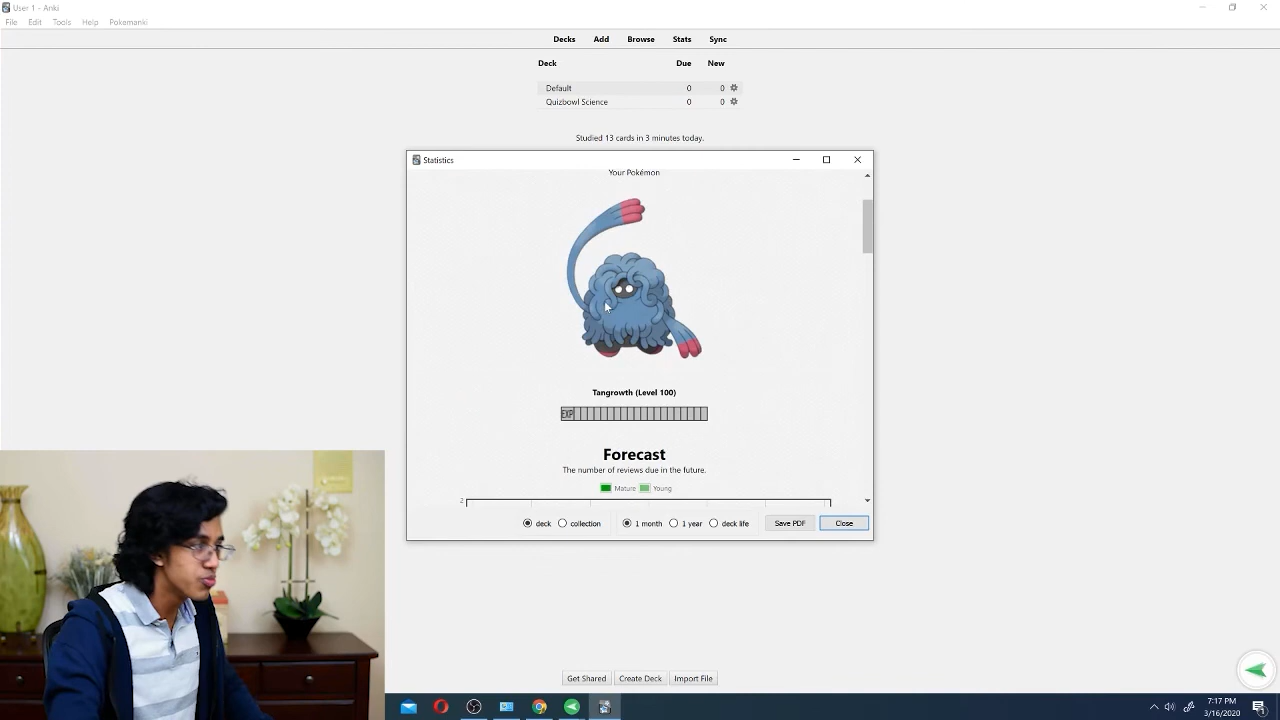 User 1 - Anki
File Edit Tools Help Pokemanki
Decks Add Browse Stats Sync
Deck Due New
Default 0 0
Quizbowl Science 0 0
Studied 13 cards in 3 minutes today.
Statistics
Your Pokémon
Tangrowth (Level 100)
EXP
Forecast
The number of reviews due in the future.
Mature Young
2
deck collection 1 month 1 year deck life Save PDF Close
Get Shared Create Deck Import File
7:17 PM
3/16/2020